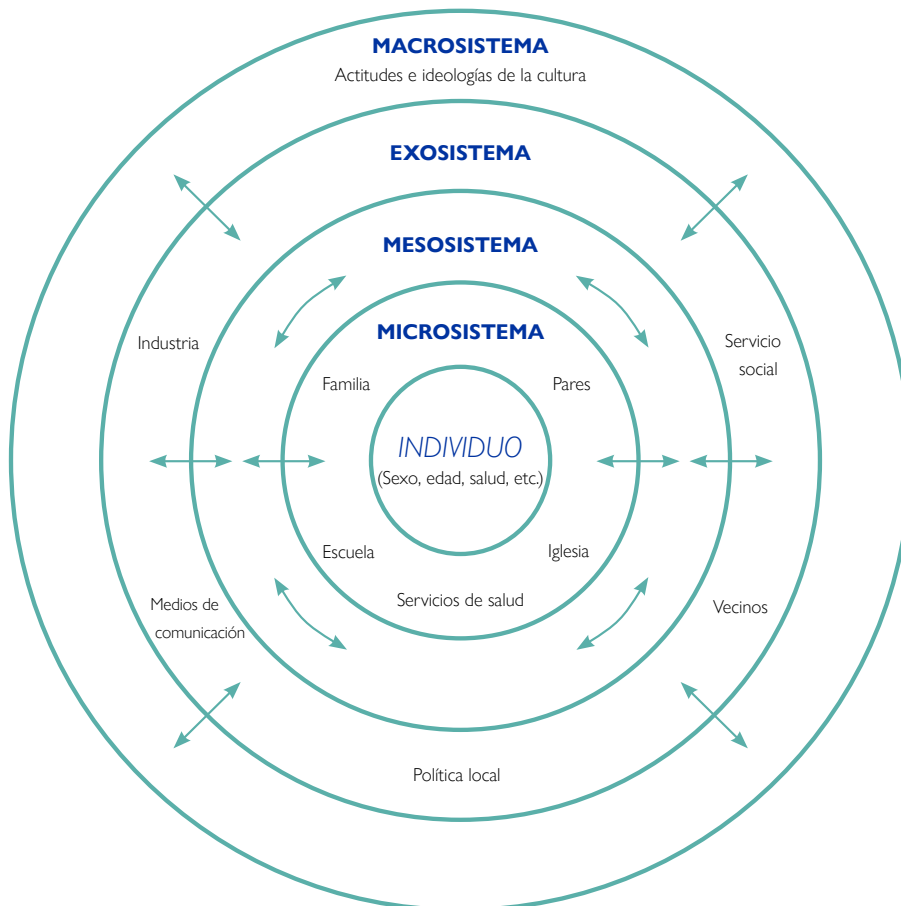 MACROSISTEMA
Actitudes e ideologías de la cultura
EXOSISTEMA
MESOSISTEMA
MICROSISTEMA
Industria
Servicio
social
Familia
Pares
INDIVIDUO
(Sexo, edad, salud, etc.)
Escuela
Iglesia
Servicios de salud
Medios de
comunicación
Vecinos
Política local